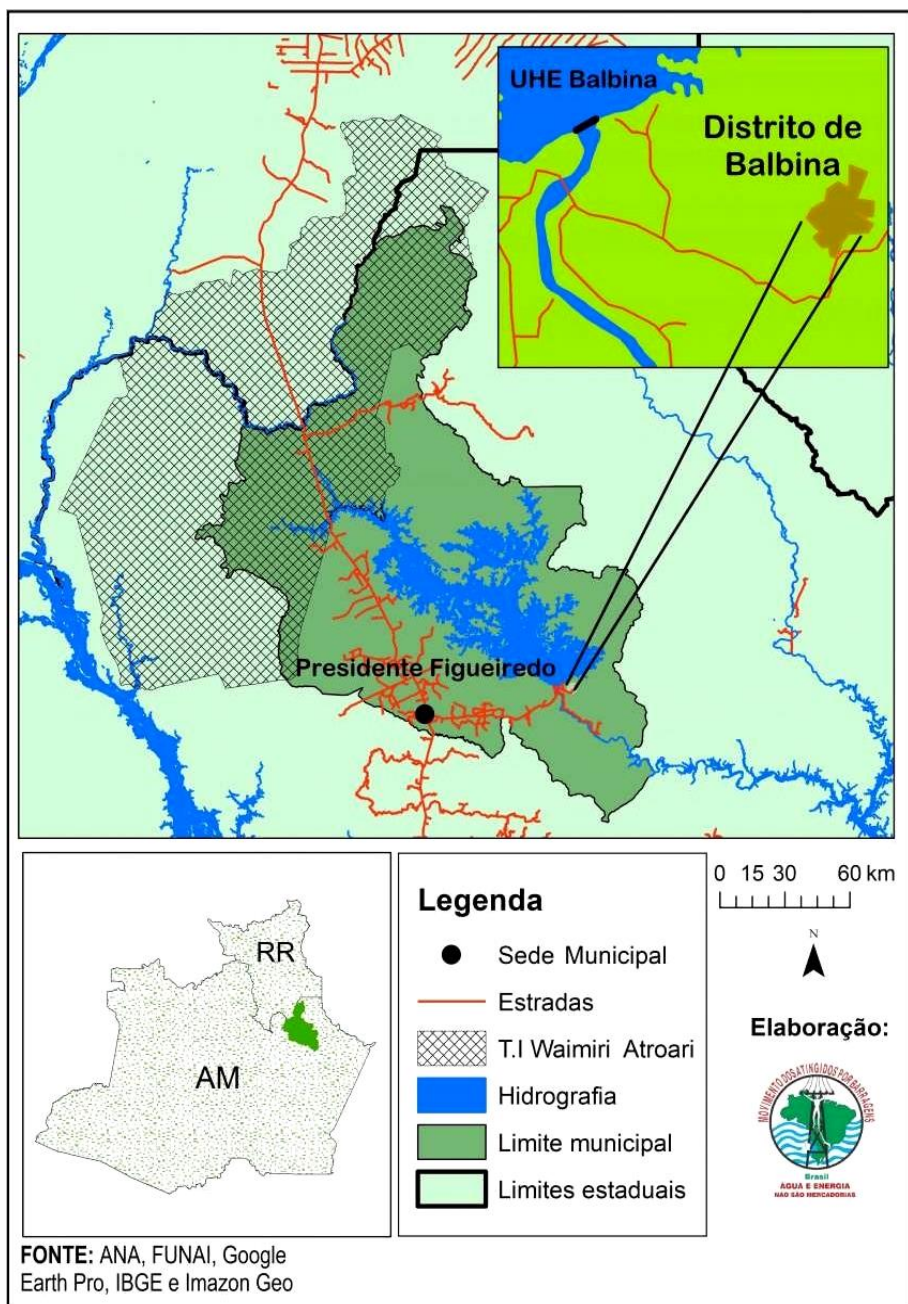 UHE Balbina
Distrito de
Balbina
Presidente Figueiredo
RR
AM
Legenda
Sede Municipal
Estradas
T.I Waimiri Atroari
Hidrografia
Limite municipal
Limites estaduais
0 15 30 60 km
N
Elaboração:
MOVIMENTO DOS ATINGIDOS POR BARRAGENS
Brasil
ÁGUA E ENERGIA
NÃO SÃO MERCADORIAS
FONTE: ANA, FUNAI, Google
Earth Pro, IBGE e Imazon Geo